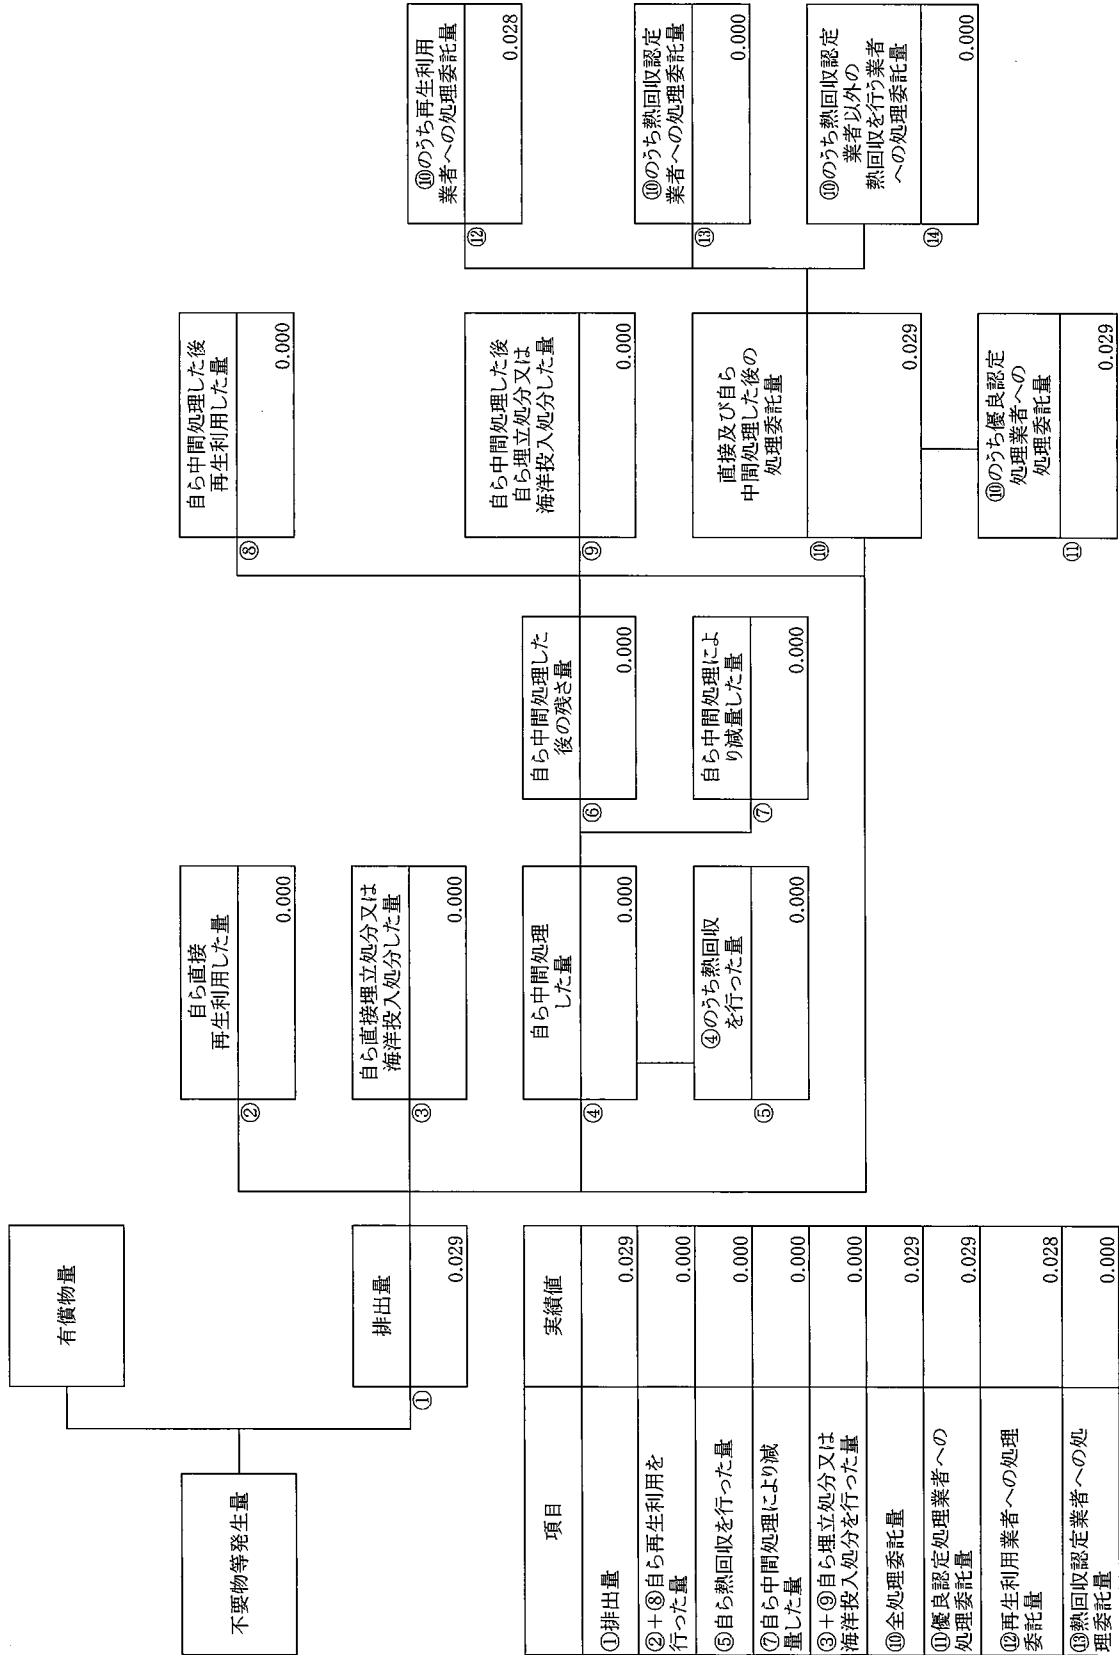 有償物量
不要物等発生量
排出量
①
0.029
自ら直接
再生利用した量
②
0.000
自ら直接埋立処分又は
海洋投入処分した量
③
0.000
自ら中間処理
した量
④
0.000
④のうち熱回収
を行った量
⑤
0.000
自ら中間処理した
後の残さ量
⑥
0.000
自ら中間処理によ
り減量した量
⑦
0.000
自ら中間処理した後
再生利用した量
⑧
0.000
自ら中間処理した後
自ら埋立処分又は
海洋投入処分した量
⑨
0.000
直接及び自ら
中間処理した後の
処理委託量
⑩
0.029
⑩のうち優良認定
処理業者への
処理委託量
⑪
0.029
⑩のうち再生利用
業者への処理委託量
⑫
0.028
⑩のうち熱回収認定
業者への処理委託量
⑬
0.000
⑩のうち熱回収認定
業者以外の
熱回収を行う業者
への処理委託量
⑭
0.000
項目 実績値
①排出量 0.029
②+⑧自ら再生利用を
行った量 0.000
⑤自ら熱回収を行った量 0.000
⑦自ら中間処理により減
量した量 0.000
③+⑨自ら埋立処分又は
海洋投入処分を行った量 0.000
⑩全処理委託量 0.029
⑪優良認定処理業者への
処理委託量 0.029
⑫再生利用業者への処理
委託量 0.028
⑬熱回収認定業者への処
理委託量 0.000